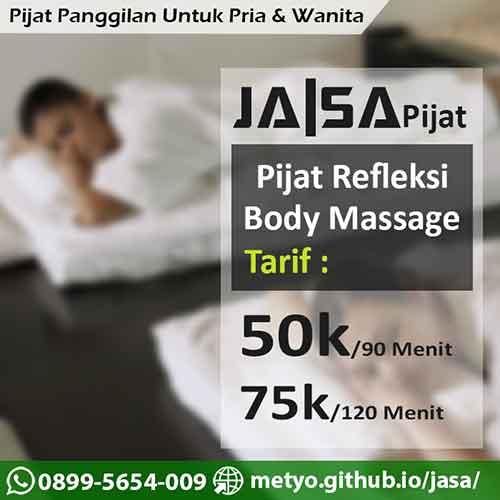 Pijat Panggilan Untuk Pria & Wanita
JA|SA Pijat
Pijat Refleksi
Body Massage
Tarif :
50k/90 Menit
75k/120 Menit
0899-5654-009 metyo.github.io/jasa/